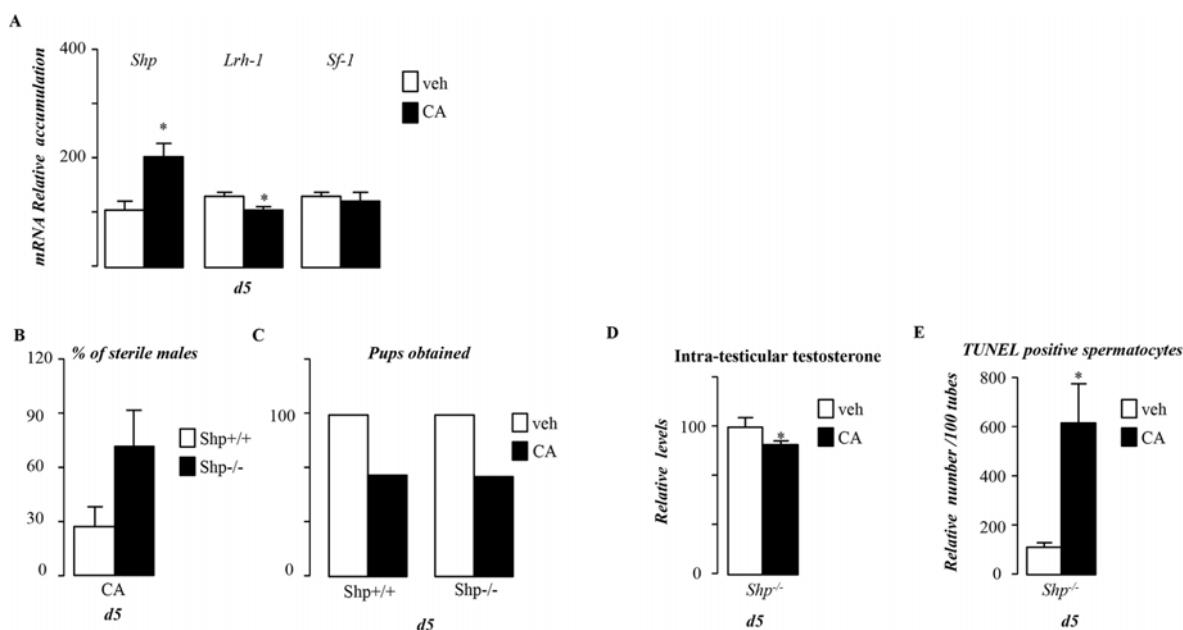 A
400
200
mRNA Relative accumulation
Shp
Lrh-1
Sf-1
veh
CA
*
*
d5
B
% of sterile males
120
90
60
30
0
Shp+/+
Shp-/-
CA
d5
C
Pups obtained
100
0
veh
CA
Shp+/+ Shp-/-
d5
D
Intra-testicular testosterone
Relative levels
100
0
veh
CA
*
Shp-/-
d5
E
TUNEL positive spermatocytes
Relative number /100 tubes
800
600
400
200
0
*
veh
CA
Shp-/-
d5